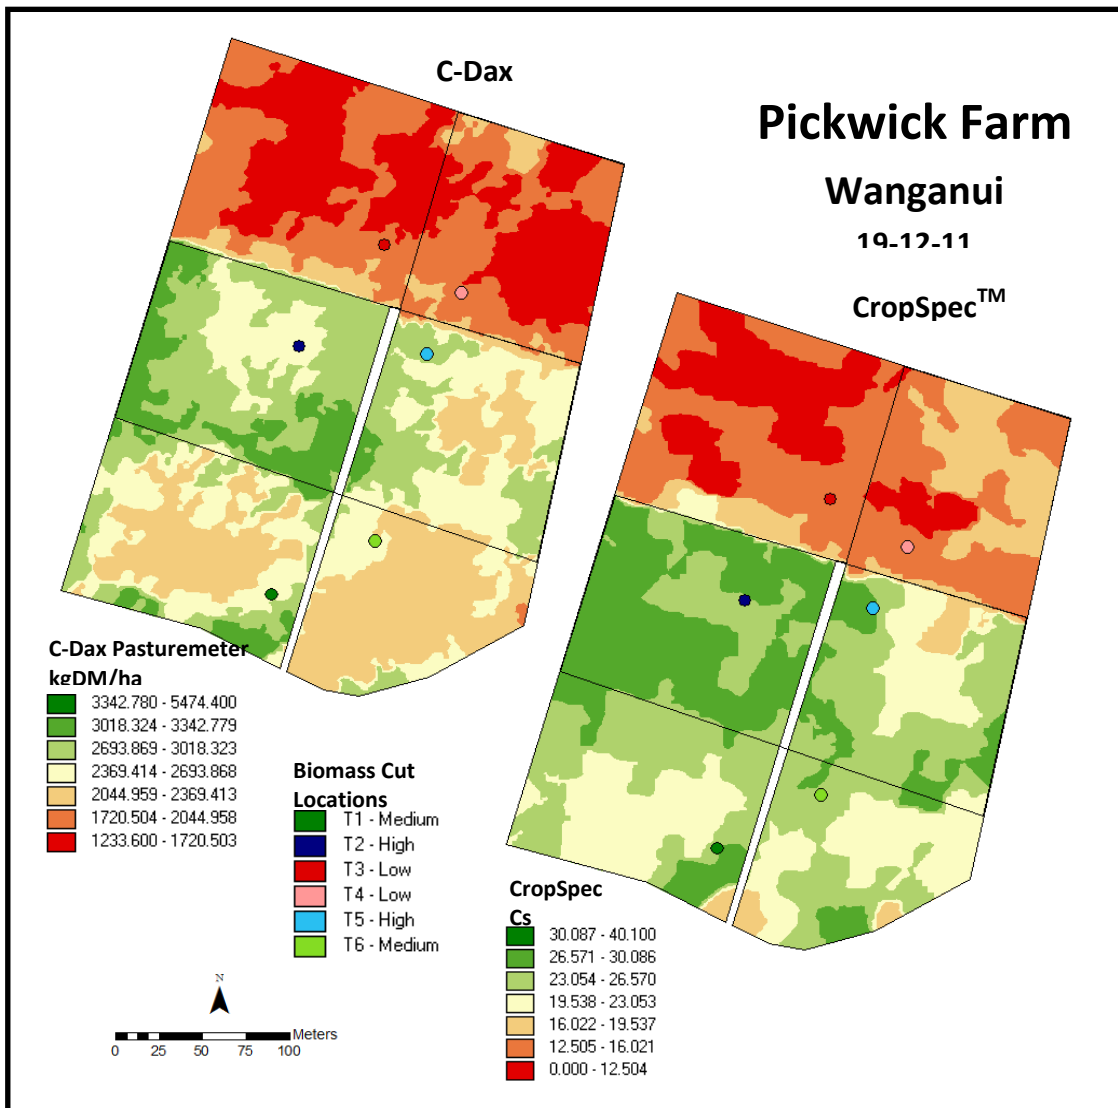 C-Dax
Pickwick Farm
Wanganui
19-12-11
CropSpec™
C-Dax Pasturemeter
kgDM/ha
3342.780 - 5474.400
3018.324 - 3342.779
2693.869 - 3018.323
2369.414 - 2693.868
2044.959 - 2369.413
1720.504 - 2044.958
1233.600 - 1720.503
Biomass Cut
Locations
T1 - Medium
T2 - High
T3 - Low
T4 - Low
T5 - High
T6 - Medium
CropSpec
Cs
30.087 - 40.100
26.571 - 30.086
23.054 - 26.570
19.538 - 23.053
16.022 - 19.537
12.505 - 16.021
0.000 - 12.504
N
Meters
0 25 50 75 100